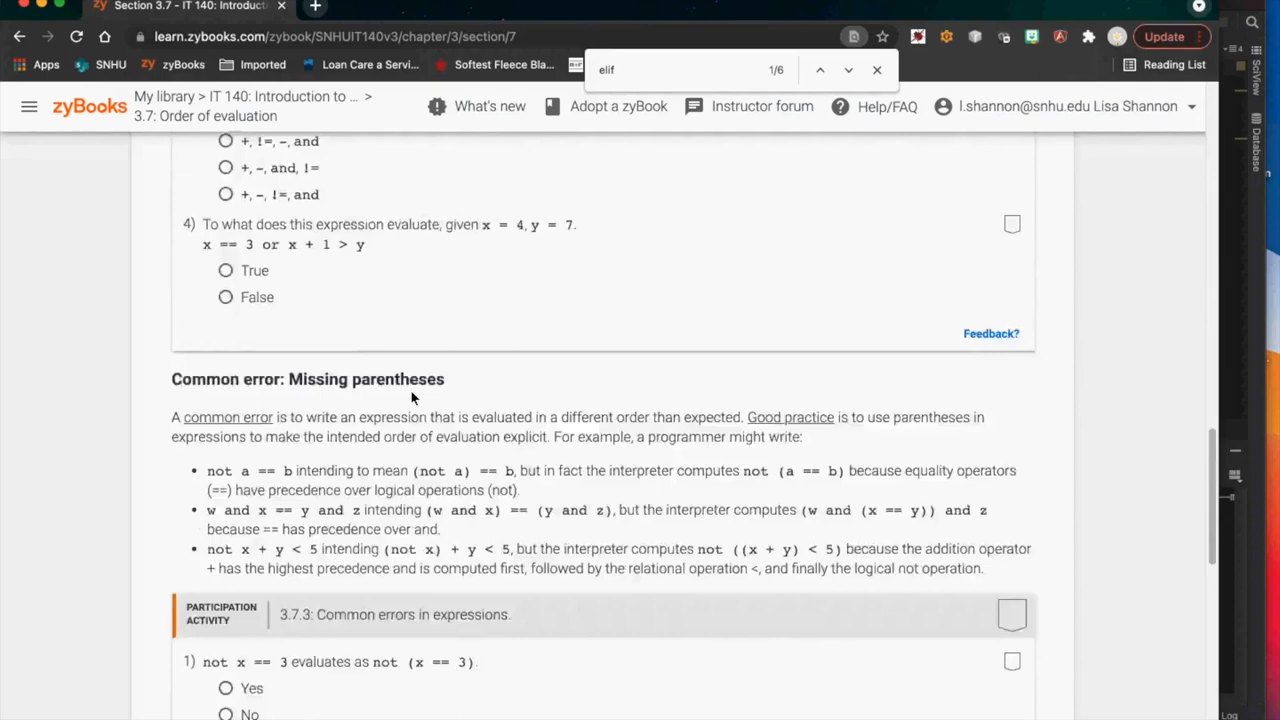 Section 3.7 - IT 140: Introduct
learn.zybooks.com/zybook/SNHUIT140v3/chapter/3/section/7
Update
elif
1/6
Apps
SNHU
zyBooks
Imported
Loan Care a Servi...
Softest Fleece Bla...
Reading List
zyBooks
My library > IT 140: Introduction to ... >
3.7: Order of evaluation
What's new
Adopt a zyBook
Instructor forum
Help/FAQ
l.shannon@snhu.edu Lisa Shannon
SciView
Database
+, !=, -, and
+, -, and, !=
+, -, !=, and
4) To what does this expression evaluate, given x = 4, y = 7.
x == 3 or x + 1 > y
True
False
Feedback?
Common error: Missing parentheses
A common error is to write an expression that is evaluated in a different order than expected. Good practice is to use parentheses in
expressions to make the intended order of evaluation explicit. For example, a programmer might write:
• not a == b intending to mean (not a) == b, but in fact the interpreter computes not (a == b) because equality operators
(==) have precedence over logical operations (not).
• w and x == y and z intending (w and x) == (y and z), but the interpreter computes (w and (x == y)) and z
because == has precedence over and.
• not x + y < 5 intending (not x) + y < 5, but the interpreter computes not ((x + y) < 5) because the addition operator
+ has the highest precedence and is computed first, followed by the relational operation <, and finally the logical not operation.
PARTICIPATION
ACTIVITY
3.7.3: Common errors in expressions.
1) not x == 3 evaluates as not (x == 3).
Yes
No
Log